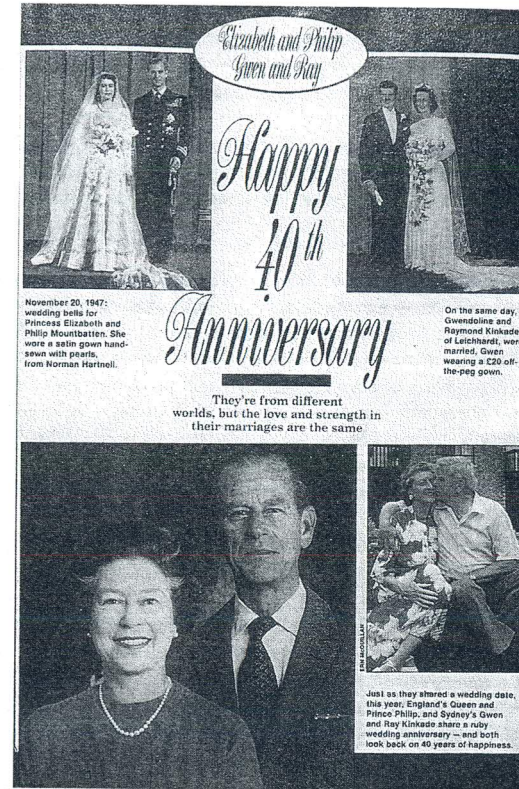 Elizabeth and Philip
Gwen and Ray
Happy
40th
Anniversary
November 20, 1947:
wedding bells for
Princess Elizabeth and
Philip Mountbatten. She
wore a satin gown hand-
sewn with pearls,
from Norman Hartnell.
On the same day,
Gwendoline and
Raymond Kinkade
of Leichhardt, were
married, Gwen
wearing a £20 off-
the-peg gown.
They're from different
worlds, but the love and strength in
their marriages are the same
ERN McQUILLAN
Just as they shared a wedding date,
this year, England's Queen and
Prince Philip, and Sydney's Gwen
and Ray Kinkade share a ruby
wedding anniversary — and both
look back on 40 years of happiness.